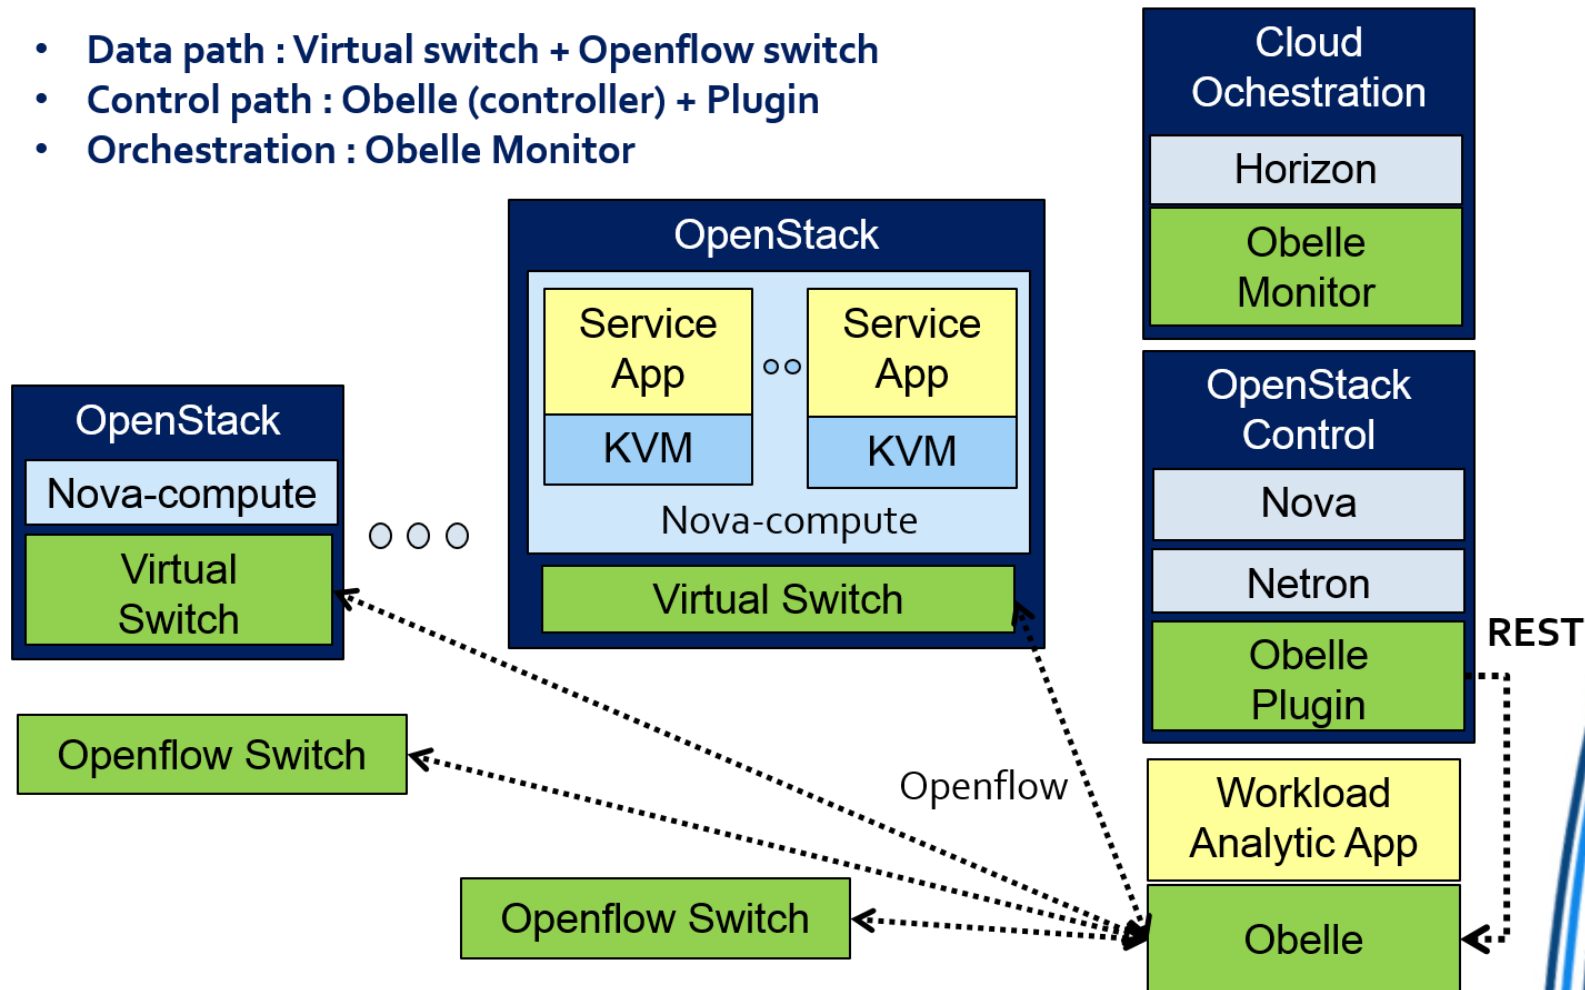 • Data path : Virtual switch + Openflow switch
• Control path : Obelle (controller) + Plugin
• Orchestration : Obelle Monitor
Cloud
Ochestration
Horizon
Obelle
Monitor
OpenStack
Service
App
KVM
Service
App
KVM
Nova-compute
Virtual Switch
OpenStack
Nova-compute
Virtual
Switch
OpenStack
Control
Nova
Netron
Obelle
Plugin
REST
Openflow Switch
Openflow
Openflow Switch
Workload
Analytic App
Obelle